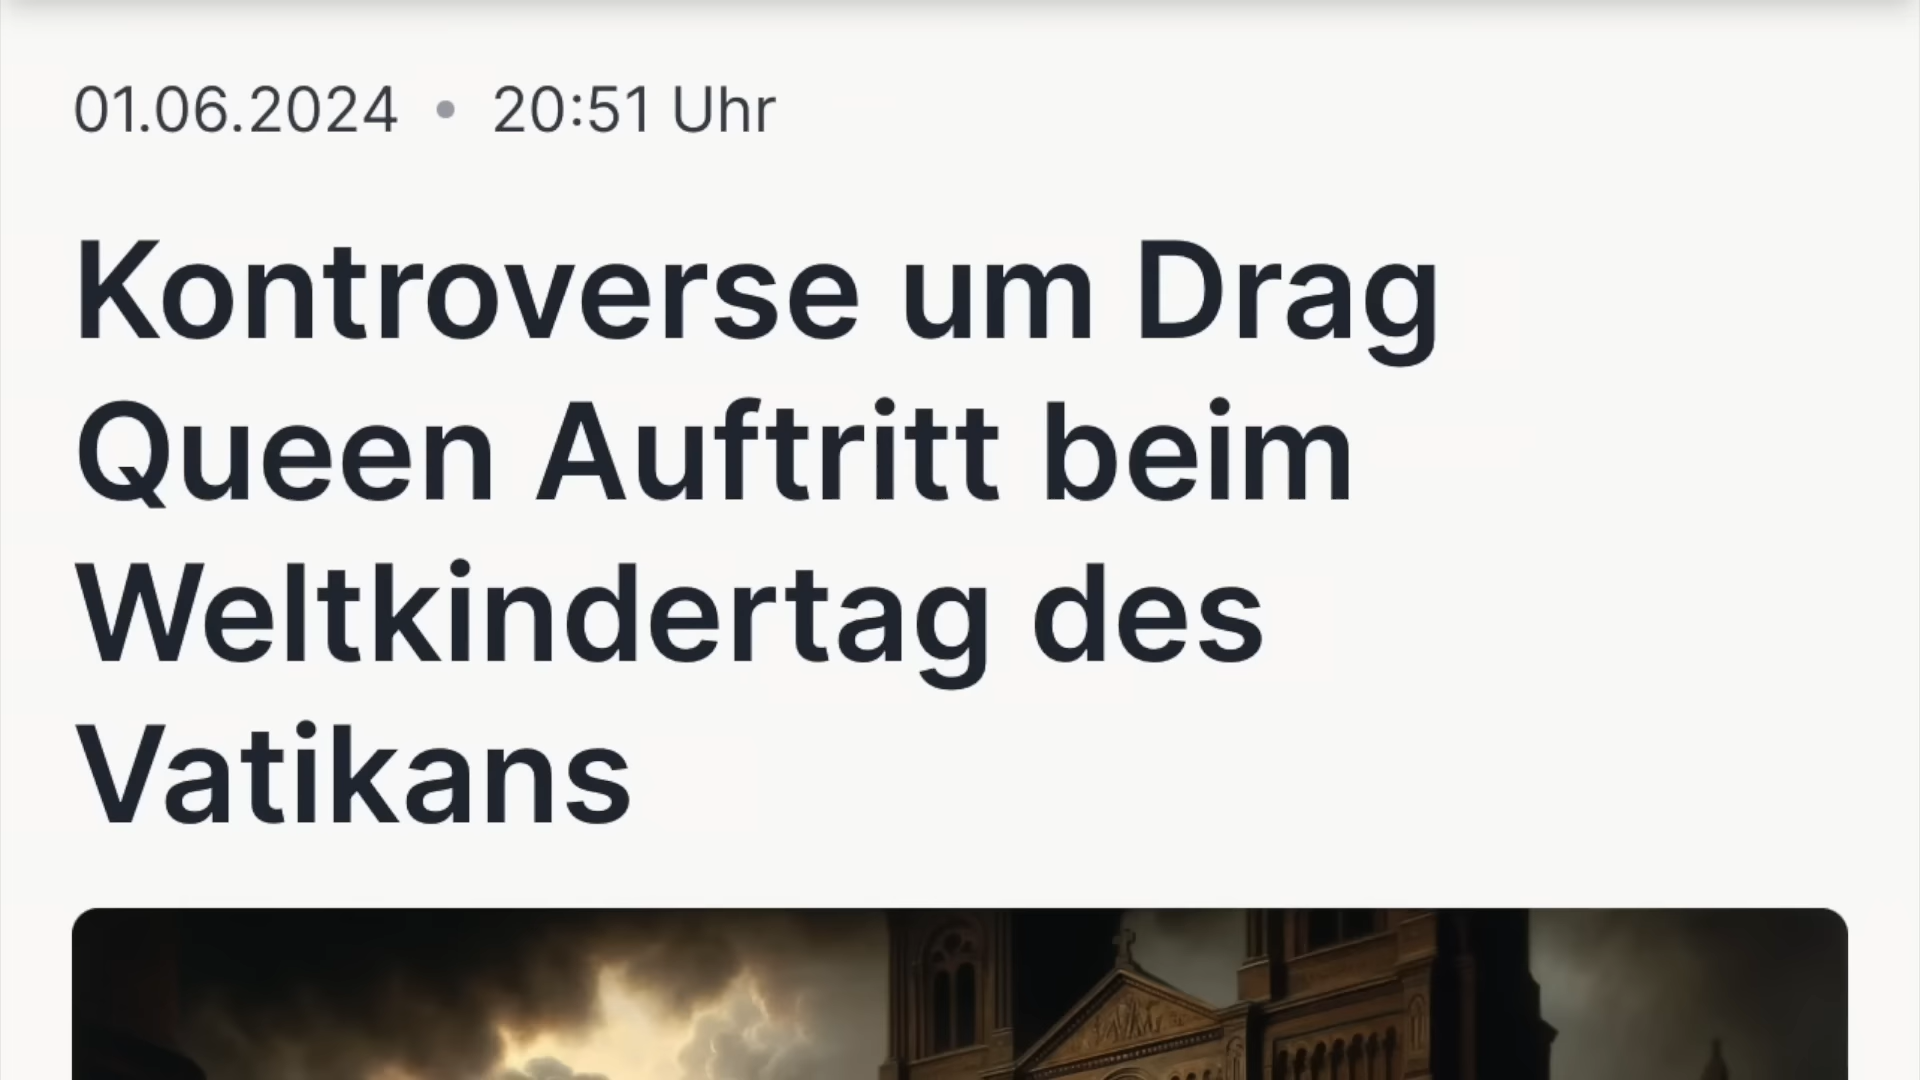 01.06.2024 • 20:51 Uhr
Kontroverse um Drag
Queen Auftritt beim
Weltkindertag des
Vatikans